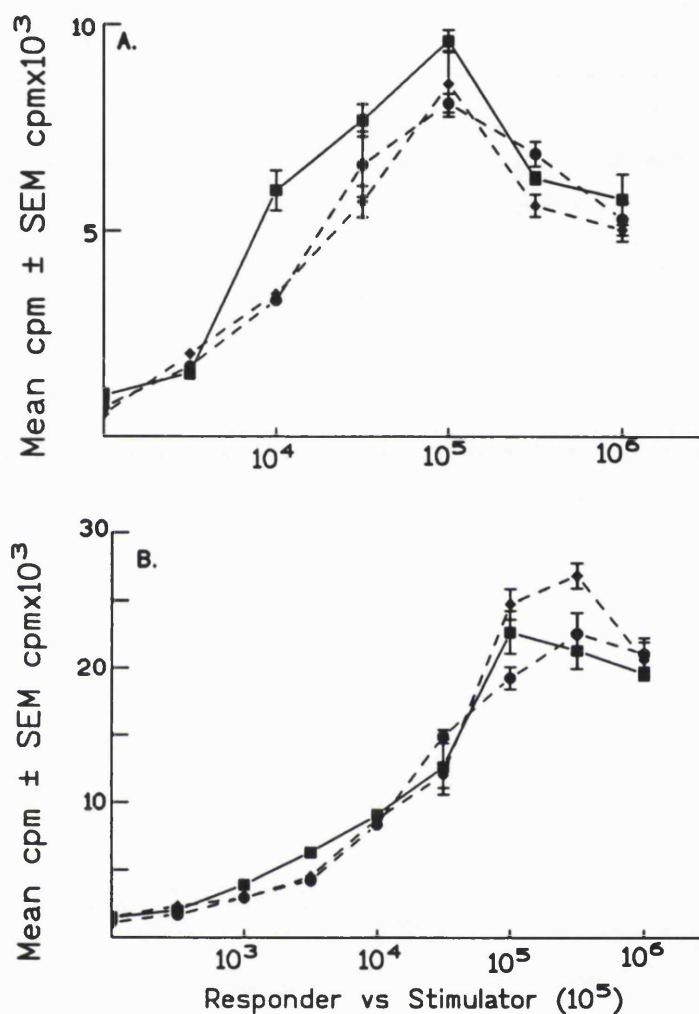 A.
10
5
Mean cpm ± SEM cpmx10³
10⁴ 10⁵ 10⁶
B.
30
20
10
Mean cpm ± SEM cpmx10³
10³ 10⁴ 10⁵ 10⁶
Responder vs Stimulator (10⁵)